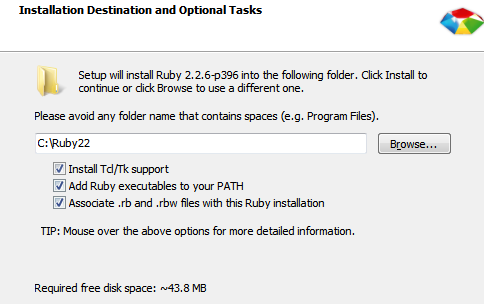 Installation Destination and Optional Tasks
Setup will install Ruby 2.2.6-p396 into the following folder. Click Install to
continue or click Browse to use a different one.
Please avoid any folder name that contains spaces (e.g. Program Files).
C:\Ruby22
Browse...
Install Tcl/Tk support
Add Ruby executables to your PATH
Associate .rb and .rbw files with this Ruby installation
TIP: Mouse over the above options for more detailed information.
Required free disk space: ~43.8 MB